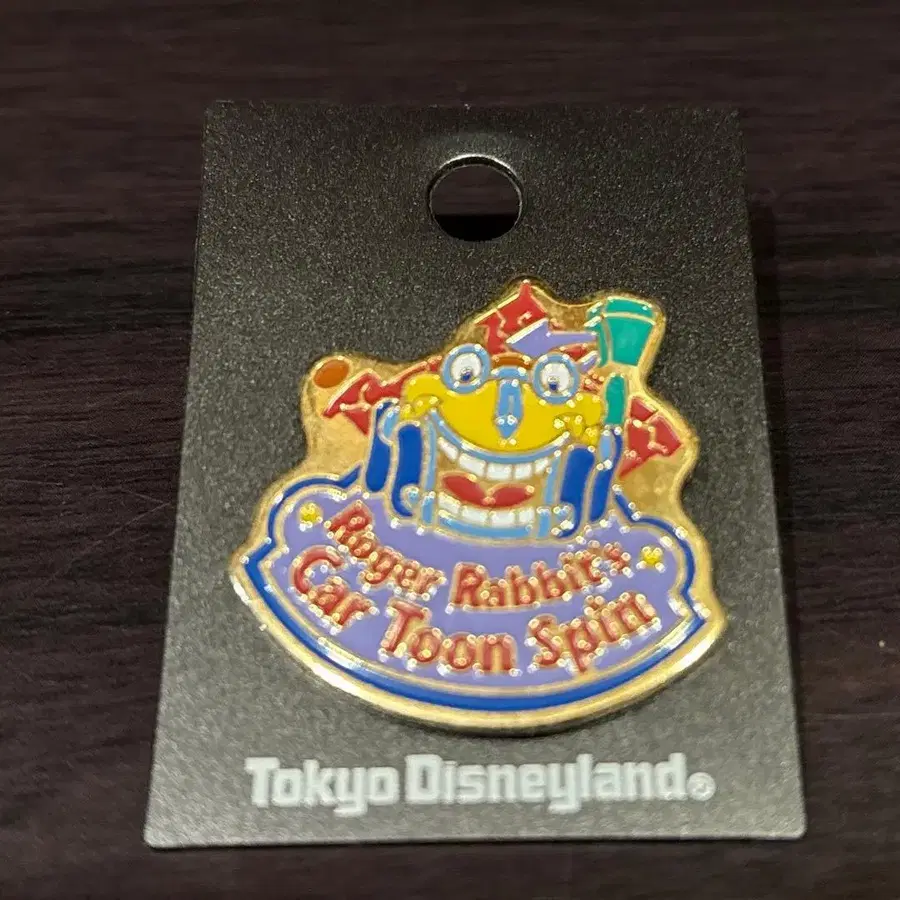 Roger Rabbit's
Car Toon Spin
Tokyo Disneyland®